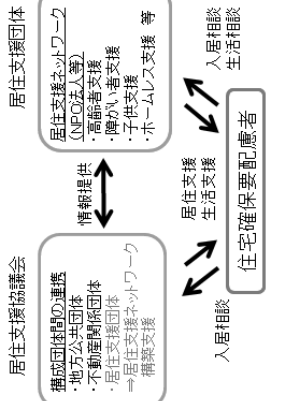 居住支援協議会
構成団体間の連携
・地方公共団体
・不動産関係団体
・居住支援団体
⇒居住支援ネットワーク
構築支援
情報提供
居住支援団体
居住支援ネットワーク
（NPO法人等）
・高齢者支援
・障がい者支援
・子供支援
・ホームレス支援 等
入居相談
居住支援
生活支援
入居相談
生活相談
住宅確保要配慮者